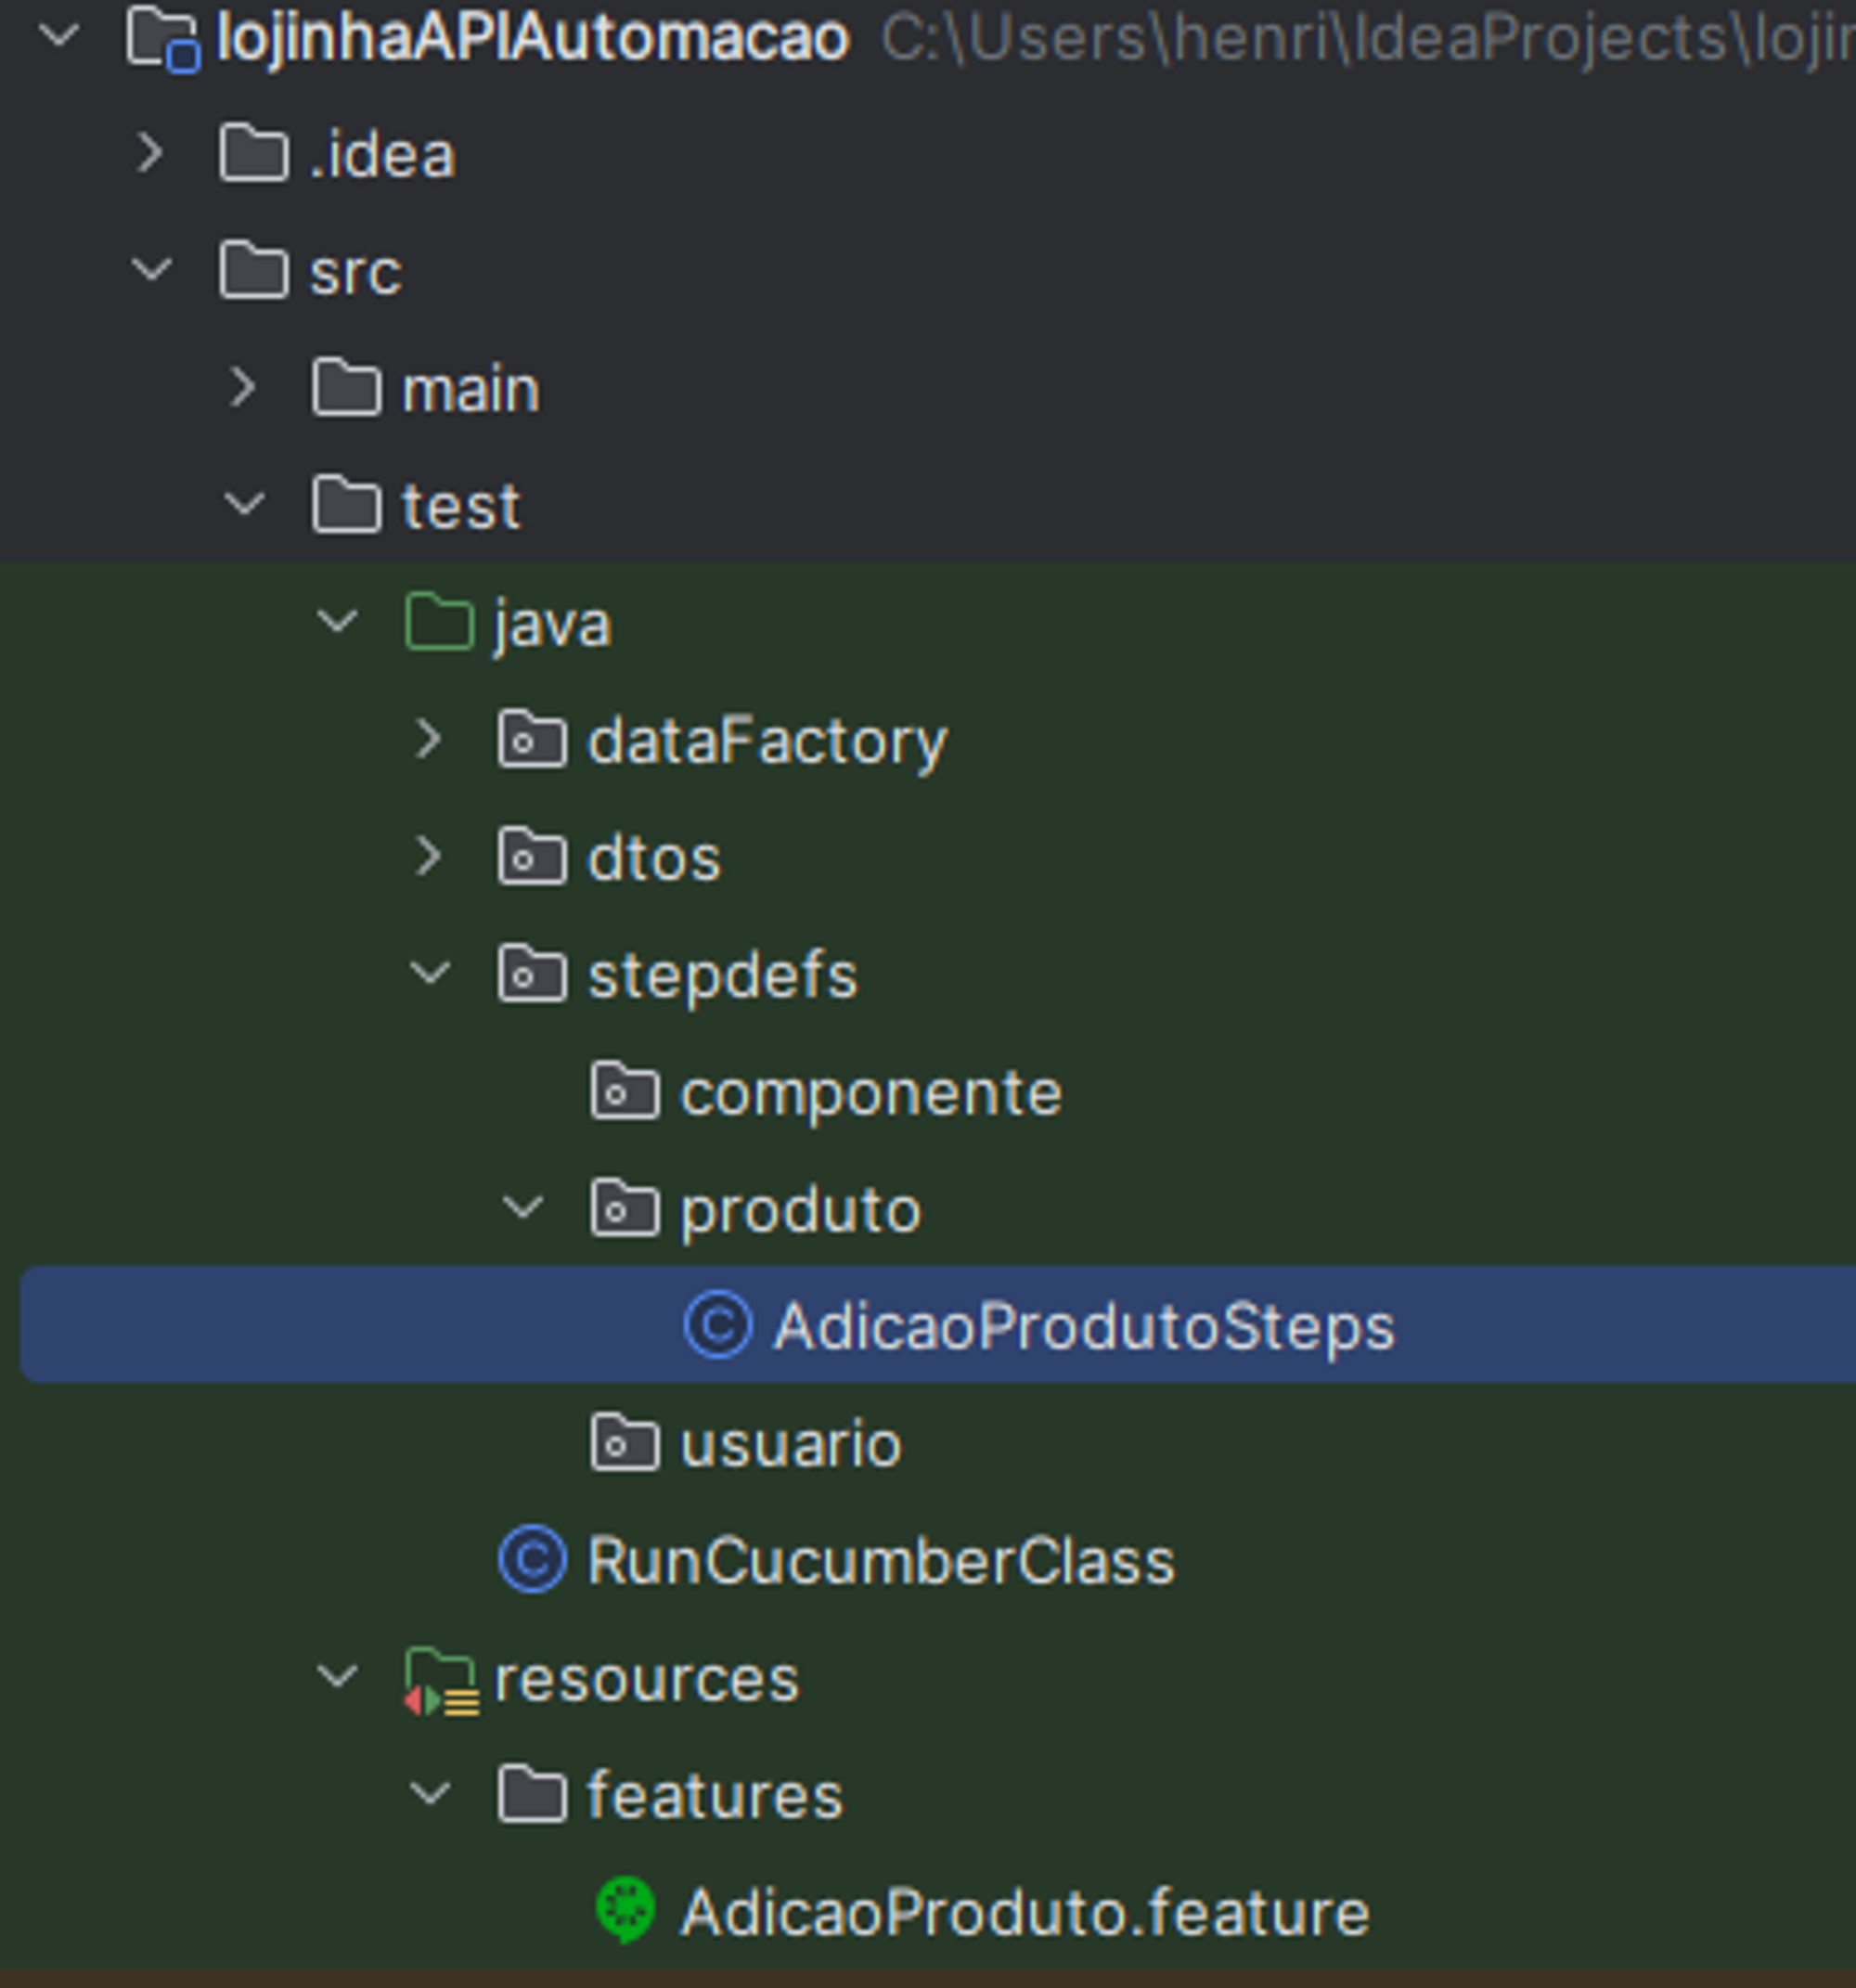 lojinhaAPIAutomacao C:\Users\henri\IdeaProjects\lojin
.idea
src
main
test
java
dataFactory
dtos
stepdefs
componente
produto
AdicaoProdutoSteps
usuario
RunCucumberClass
resources
features
AdicaoProduto.feature